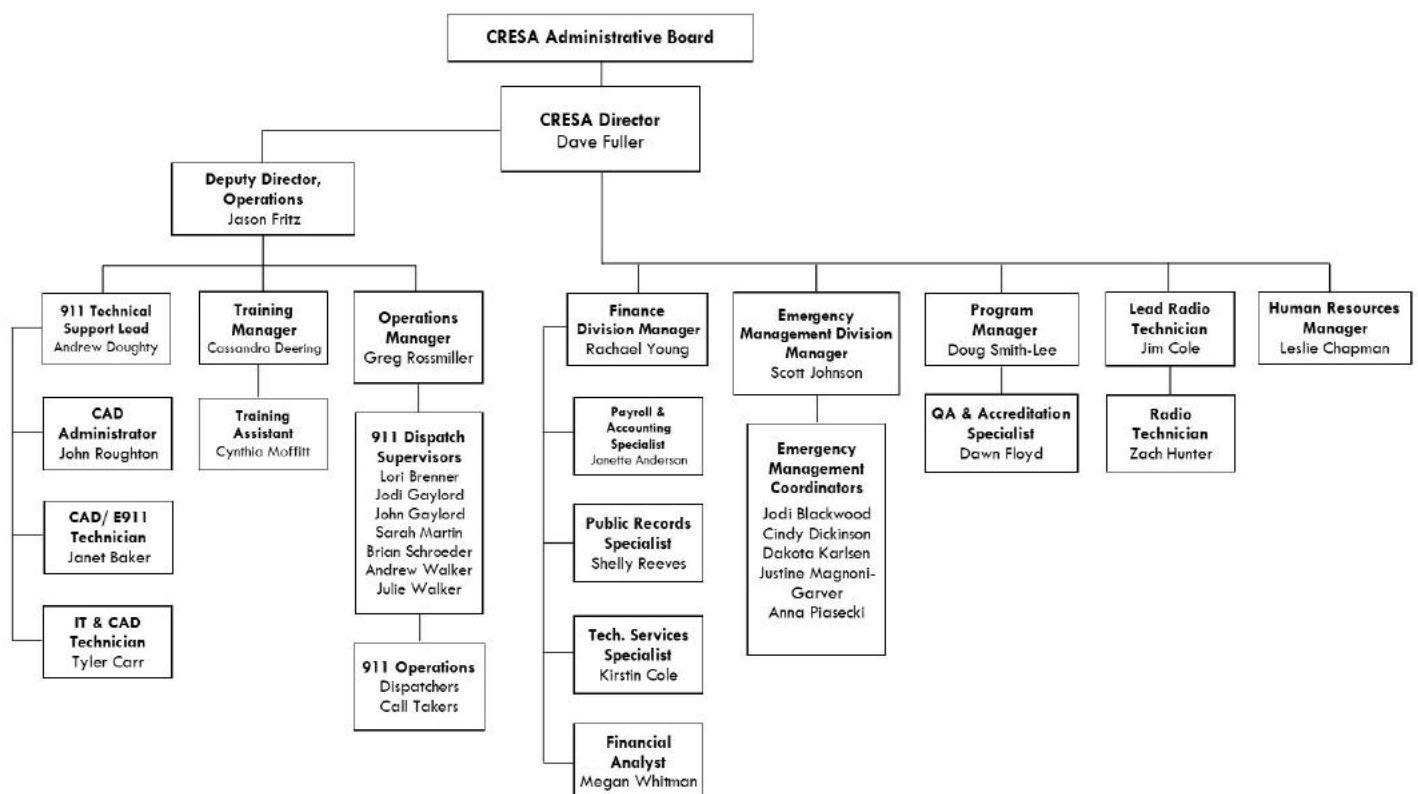 CRESA Administrative Board
CRESA Director
Dave Fuller
Deputy Director,
Operations
Jason Fritz
911 Technical
Support Lead
Andrew Doughty
CAD
Administrator
John Roughton
CAD/ E911
Technician
Janet Baker
IT & CAD
Technician
Tyler Carr
Training
Manager
Cassandra Deering
Training
Assistant
Cynthia Moffitt
Operations
Manager
Greg Rossmiller
911 Dispatch
Supervisors
Lori Brenner
Jodi Gaylord
John Gaylord
Sarah Martin
Brian Schroeder
Andrew Walker
Julie Walker
911 Operations
Dispatchers
Call Takers
Finance
Division Manager
Rachael Young
Payroll &
Accounting
Specialist
Janette Anderson
Public Records
Specialist
Shelly Reeves
Tech. Services
Specialist
Kirstin Cole
Financial
Analyst
Megan Whitman
Emergency
Management Division
Manager
Scott Johnson
Emergency
Management
Coordinators
Jodi Blackwood
Cindy Dickinson
Dakota Karlsen
Justine Magnoni-
Garver
Anna Piasecki
Program
Manager
Doug Smith-Lee
QA & Accreditation
Specialist
Dawn Floyd
Lead Radio
Technician
Jim Cole
Radio
Technician
Zach Hunter
Human Resources
Manager
Leslie Chapman